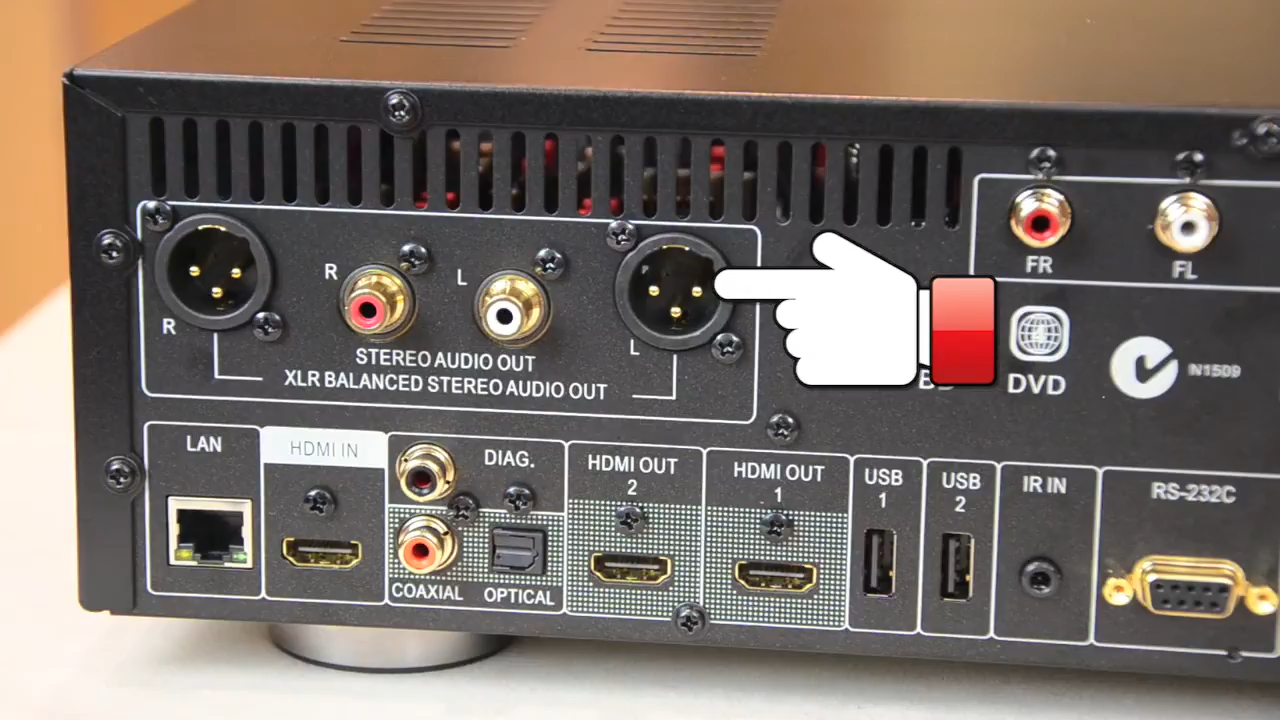 R
L
FR
FL
R
L
STEREO AUDIO OUT
XLR BALANCED STEREO AUDIO OUT
DVD
N1509
LAN
HDMI IN
DIAG.
HDMI OUT
2
HDMI OUT
1
USB
1
USB
2
IR IN
RS-232C
COAXIAL
OPTICAL